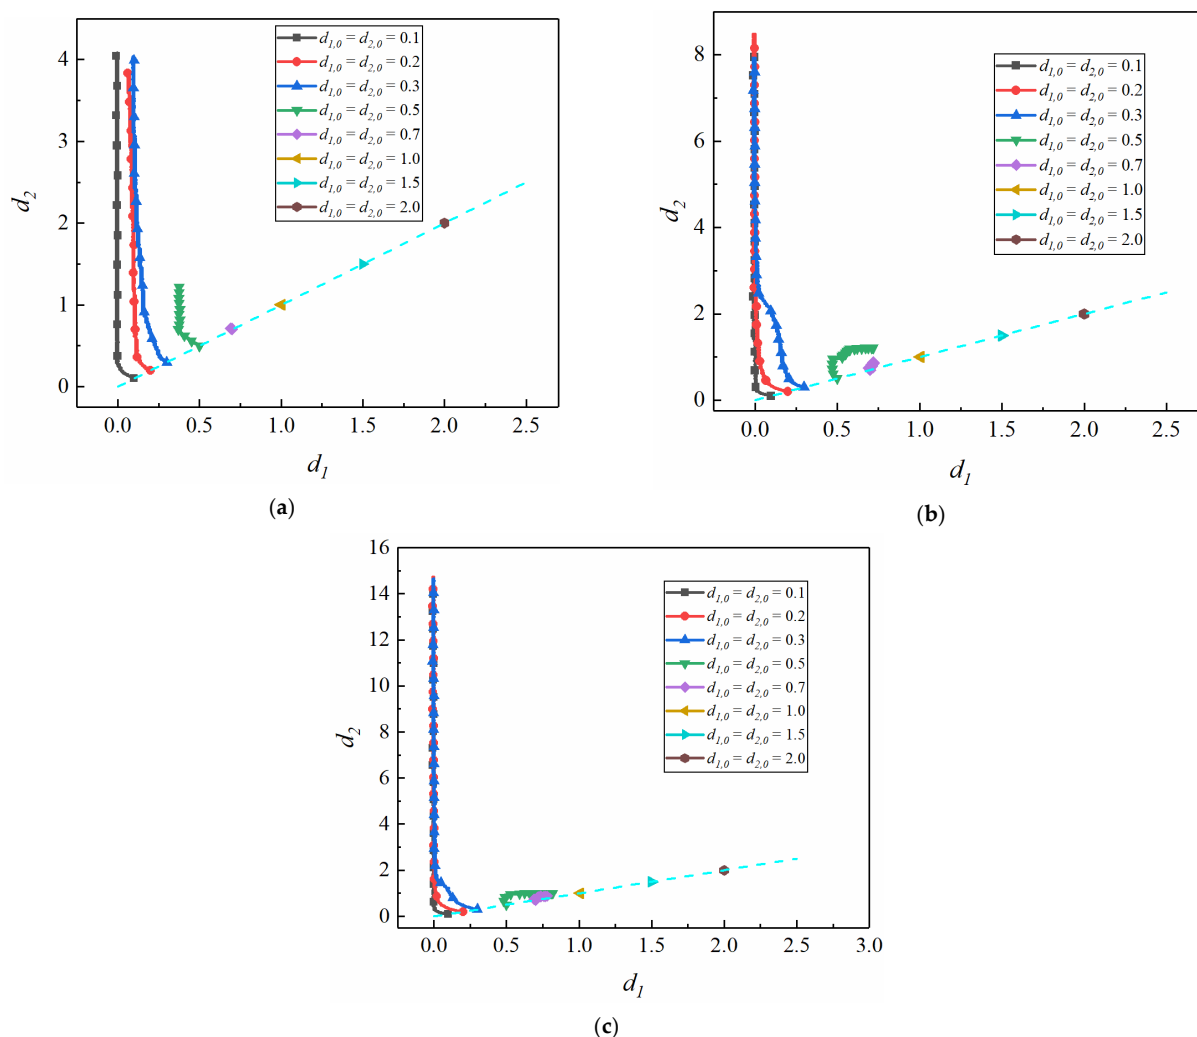 4
3
2
1
0
0.0 0.5 1.0 1.5 2.0 2.5
d2
d1
d1,0 = d2,0 = 0.1
d1,0 = d2,0 = 0.2
d1,0 = d2,0 = 0.3
d1,0 = d2,0 = 0.5
d1,0 = d2,0 = 0.7
d1,0 = d2,0 = 1.0
d1,0 = d2,0 = 1.5
d1,0 = d2,0 = 2.0
(a)
8
6
4
2
0
0.0 0.5 1.0 1.5 2.0 2.5
d2
d1
d1,0 = d2,0 = 0.1
d1,0 = d2,0 = 0.2
d1,0 = d2,0 = 0.3
d1,0 = d2,0 = 0.5
d1,0 = d2,0 = 0.7
d1,0 = d2,0 = 1.0
d1,0 = d2,0 = 1.5
d1,0 = d2,0 = 2.0
(b)
16
14
12
10
8
6
4
2
0
0.0 0.5 1.0 1.5 2.0 2.5 3.0
d2
d1
d1,0 = d2,0 = 0.1
d1,0 = d2,0 = 0.2
d1,0 = d2,0 = 0.3
d1,0 = d2,0 = 0.5
d1,0 = d2,0 = 0.7
d1,0 = d2,0 = 1.0
d1,0 = d2,0 = 1.5
d1,0 = d2,0 = 2.0
(c)